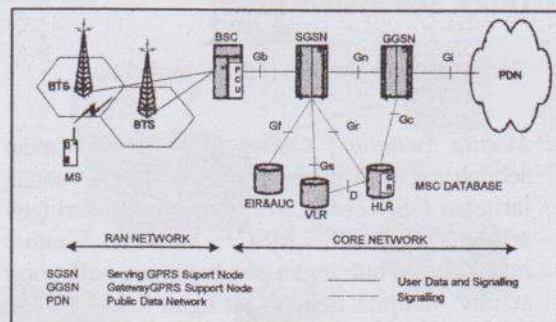 BSC
SGSN
GGSN
PCU
Gb
Gn
Gi
PDN
BTS
BTS
MS
Gf
Gr
Gs
Gc
D
GR
EIR&AUC
VLR
HLR
MSC DATABASE
RAN NETWORK
CORE NETWORK
SGSN Serving GPRS Suport Node
GGSN GatewayGPRS Support Node
PDN Public Data Network
User Data and Signalling
Signalling